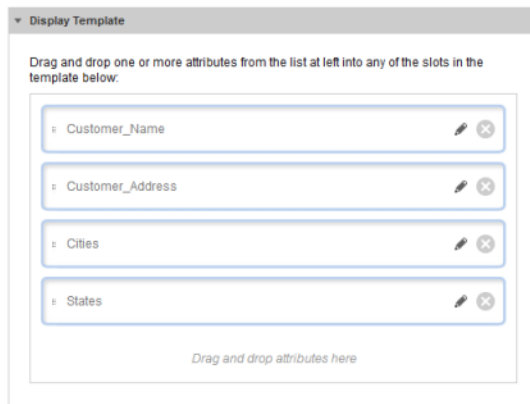 Display Template
Drag and drop one or more attributes from the list at left into any of the slots in the
template below:
Customer_Name
Customer_Address
Cities
States
Drag and drop attributes here